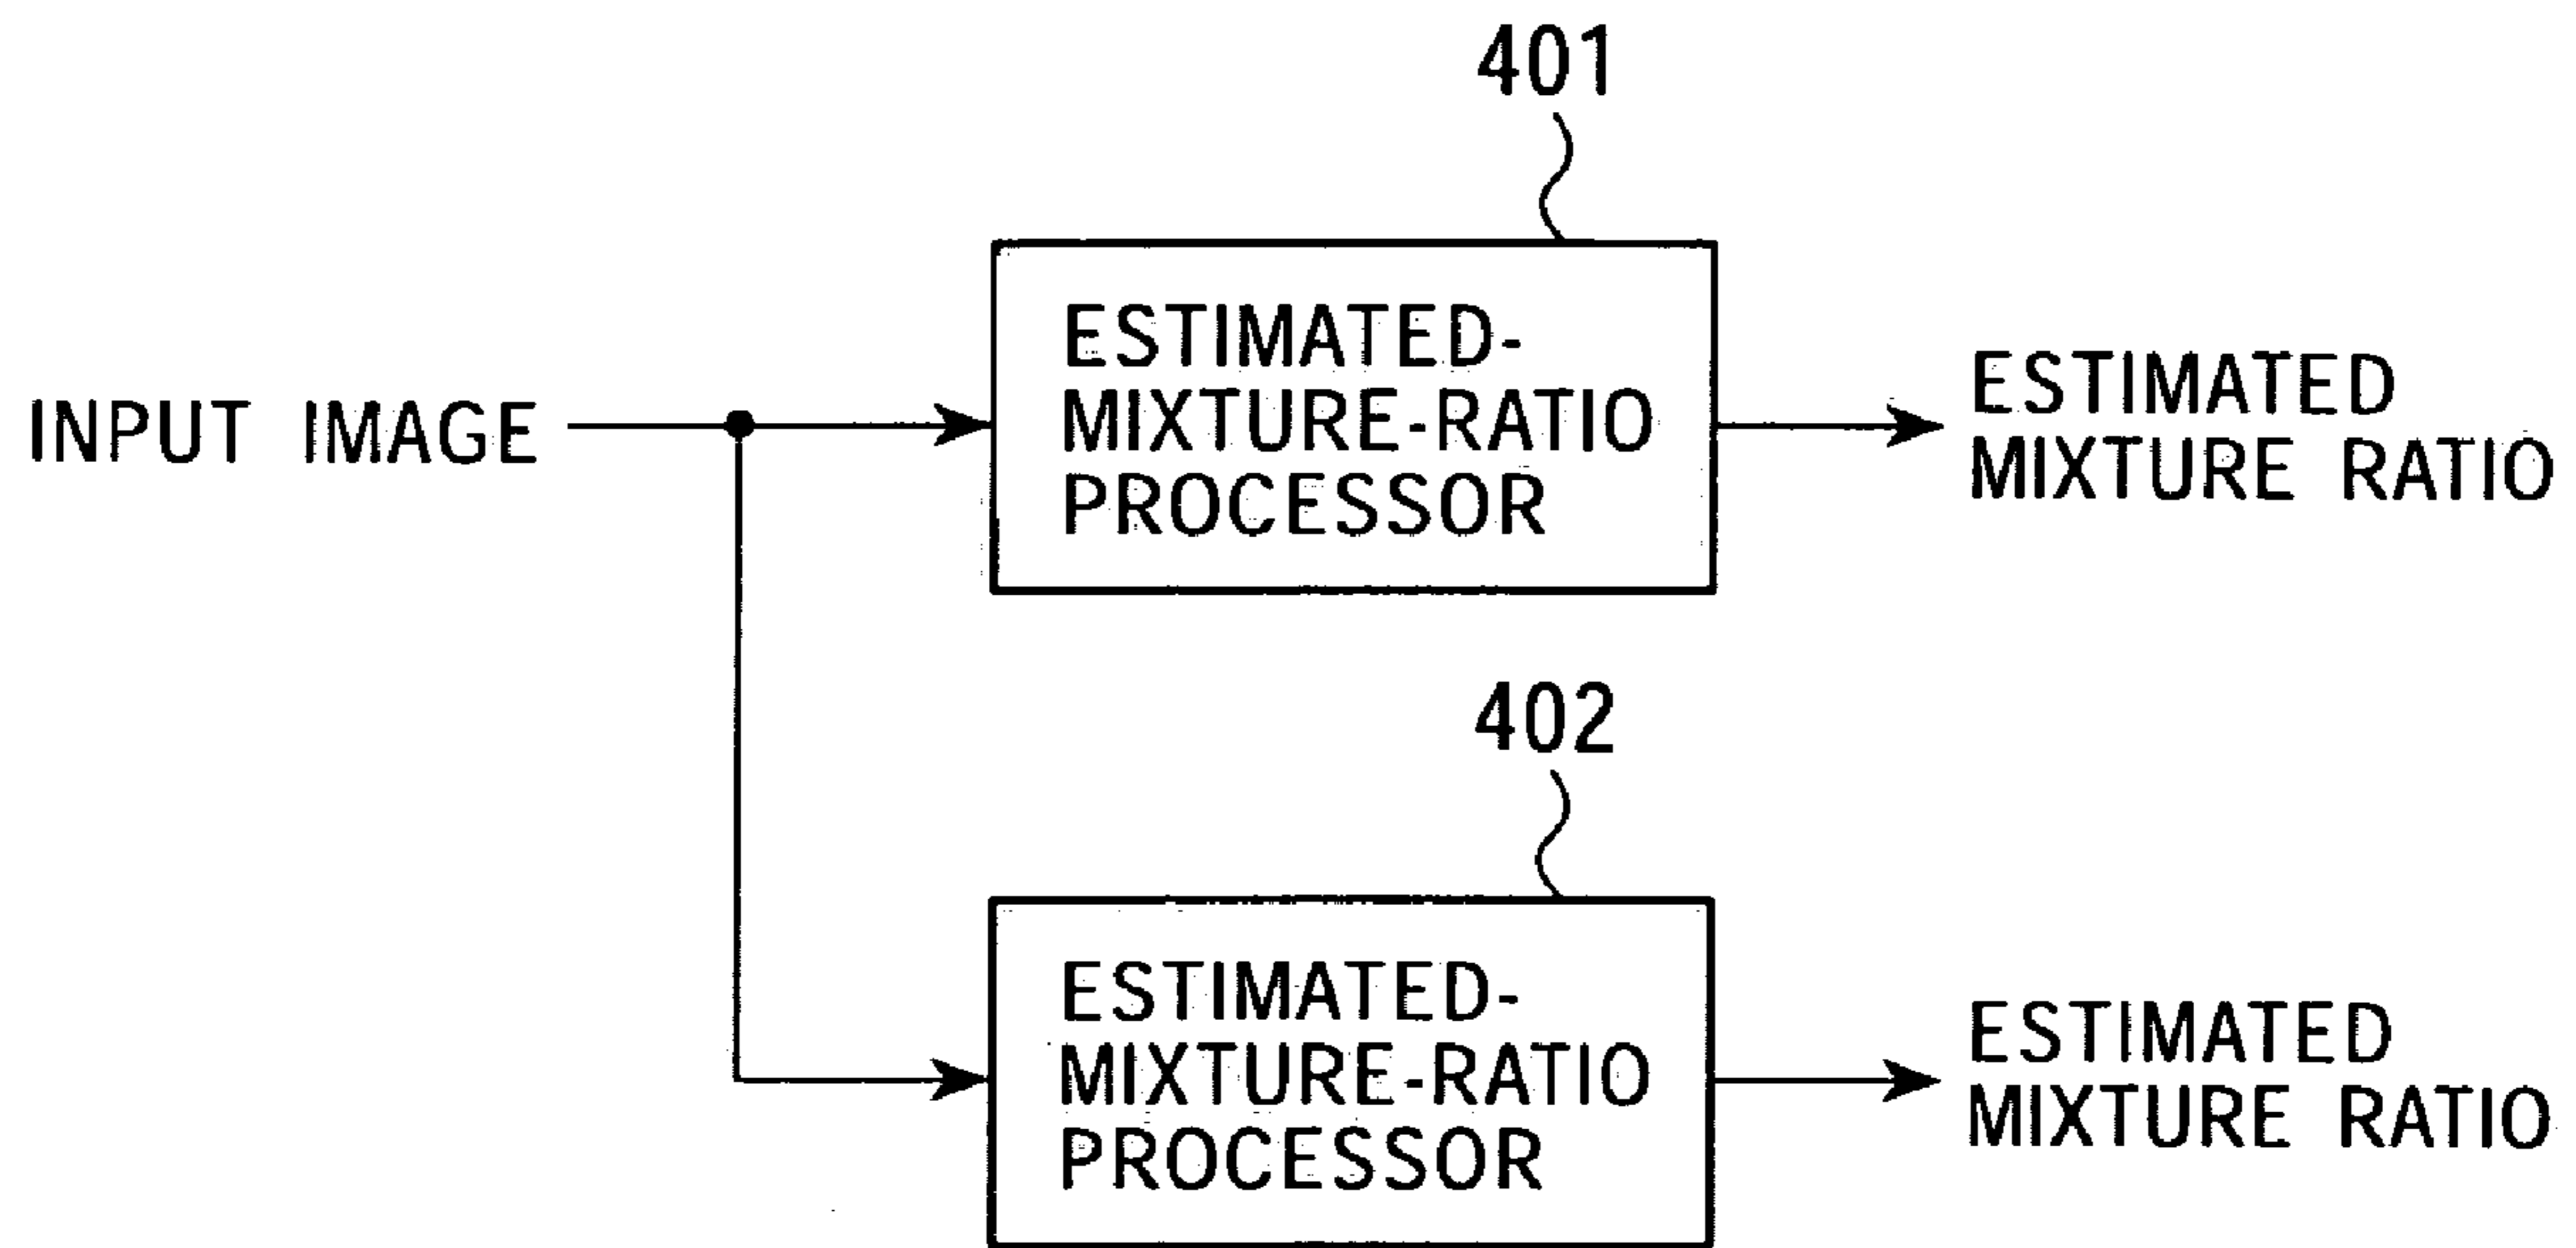 401
INPUT IMAGE
ESTIMATED-
MIXTURE-RATIO
PROCESSOR
ESTIMATED
MIXTURE RATIO
402
ESTIMATED-
MIXTURE-RATIO
PROCESSOR
ESTIMATED
MIXTURE RATIO